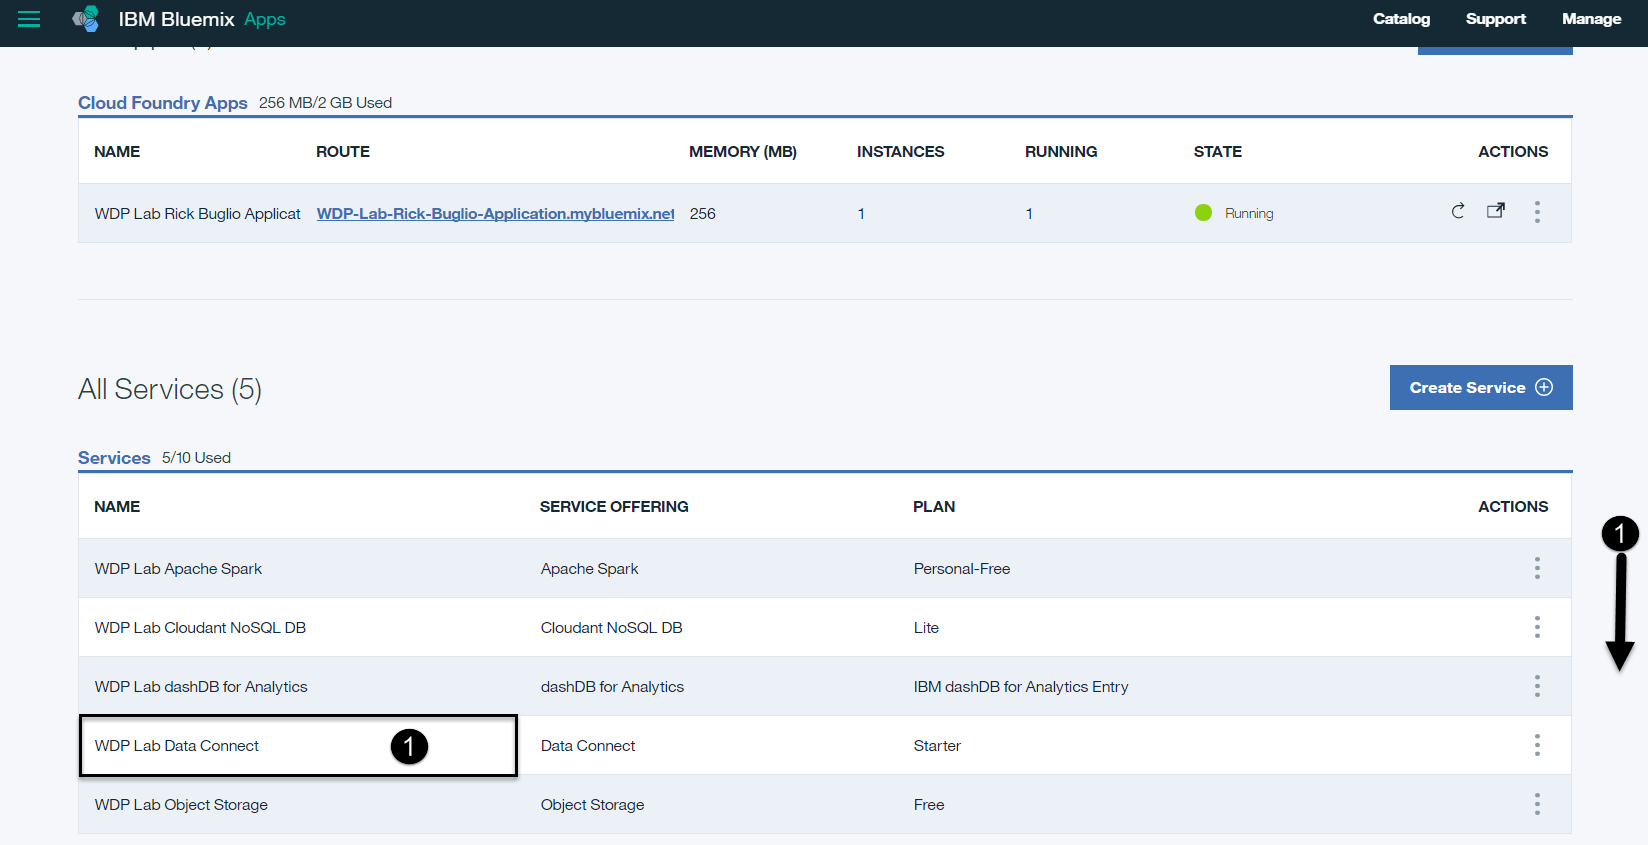 IBM Bluemix Apps
Catalog Support Manage
Cloud Foundry Apps 256 MB/2 GB Used
NAME ROUTE MEMORY (MB) INSTANCES RUNNING STATE ACTIONS
WDP Lab Rick Buglio Applicat WDP-Lab-Rick-Buglio-Application.mybluemix.net 256 1 1 Running
All Services (5)
Create Service
Services 5/10 Used
NAME SERVICE OFFERING PLAN ACTIONS
1
WDP Lab Apache Spark Apache Spark Personal-Free
WDP Lab Cloudant NoSQL DB Cloudant NoSQL DB Lite
WDP Lab dashDB for Analytics dashDB for Analytics IBM dashDB for Analytics Entry
WDP Lab Data Connect 1 Data Connect Starter
WDP Lab Object Storage Object Storage Free